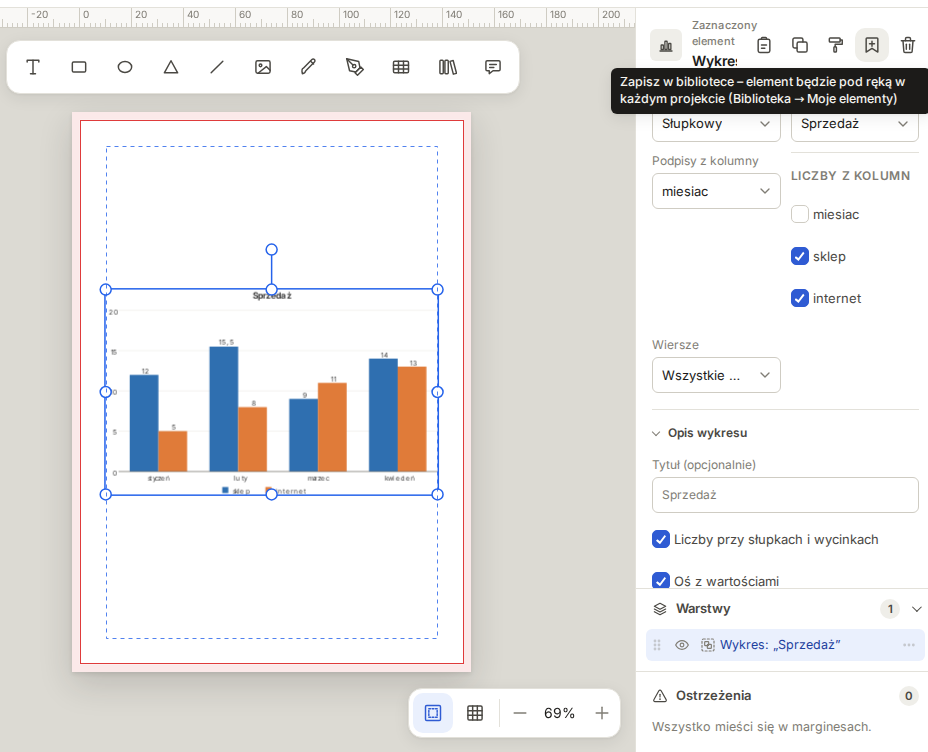 -20 0 20 40 60 80 100 120 140 160 180 200
Zaznaczony
element
Wykres
Zapisz w bibliotece – element będzie pod ręką w
każdym projekcie (Biblioteka → Moje elementy)
Słupkowy
Sprzedaż
Podpisy z kolumny
miesiac
LICZBY Z KOLUMN
miesiac
sklep
internet
Wiersze
Wszystkie ...
Opis wykresu
Tytuł (opcjonalnie)
Sprzedaż
Liczby przy słupkach i wycinkach
Oś z wartościami
Warstwy
1
Wykres: „Sprzedaż”
Ostrzeżenia
0
Wszystko mieści się w marginesach.
Sprzedaż
20
15
10
5
0
12 5 15,5 8 9 11 14 13
styczeń luty marzec kwiecień
sklep internet
69%